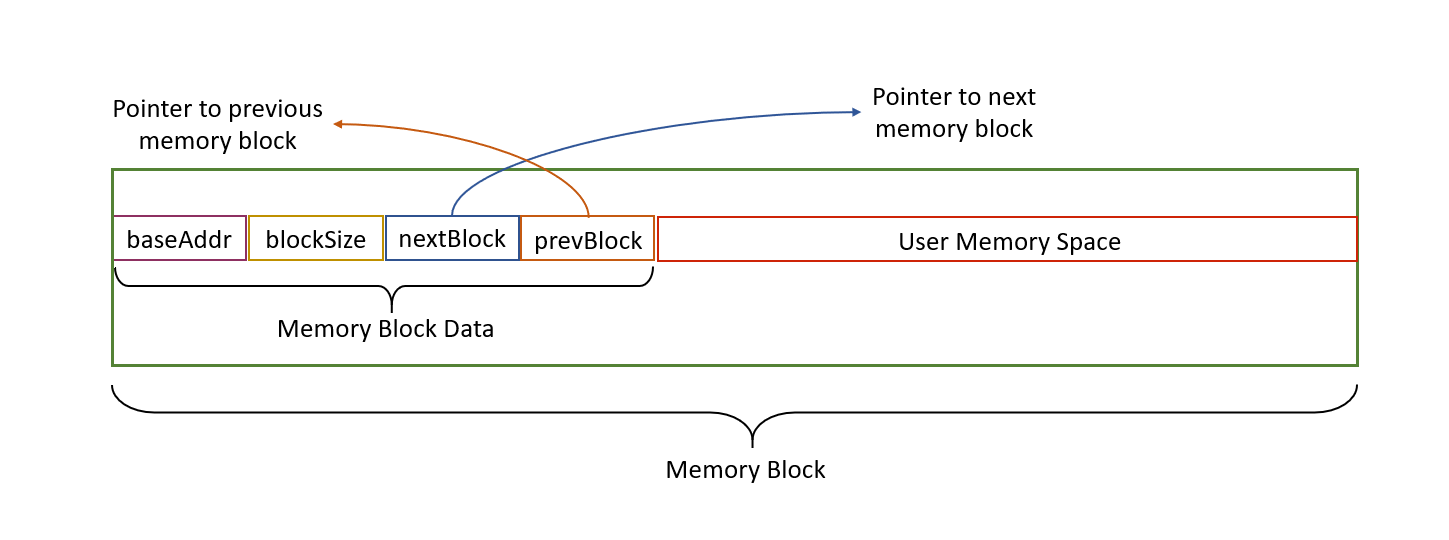 Pointer to previous
memory block
Pointer to next
memory block
baseAddr
blockSize
nextBlock
prevBlock
User Memory Space
Memory Block Data
Memory Block